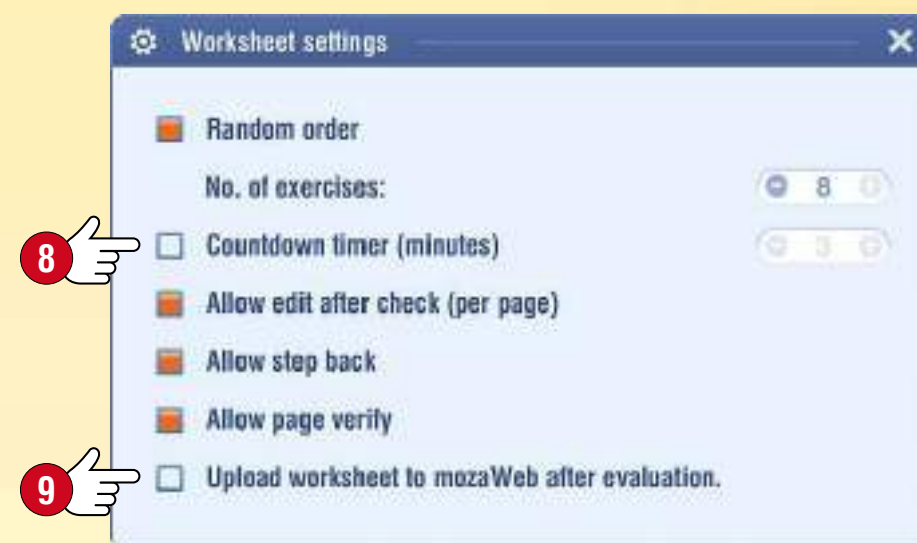 Worksheet settings
Random order
No. of exercises: 8
8 Countdown timer (minutes) 3
Allow edit after check (per page)
Allow step back
Allow page verify
9 Upload worksheet to mozaWeb after evaluation.